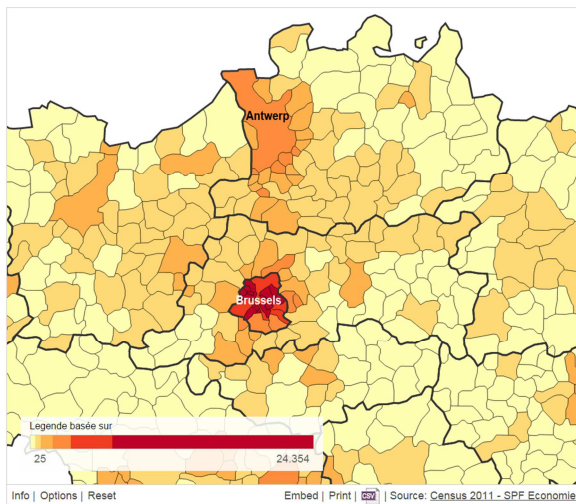 Antwerp
Brussels
Legende basée sur
25 24.354
Info | Options | Reset Embed | Print | CSV | Source: Census 2011 - SPF Economie